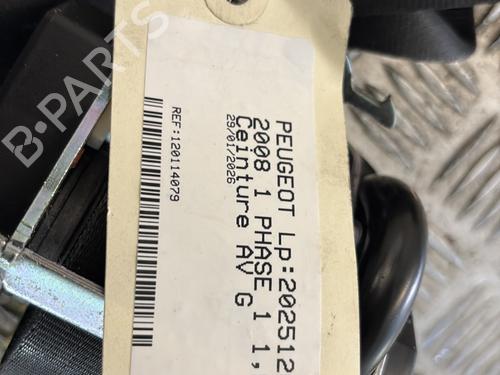 PEUGEOT Lp:202512
2008 1 PHASE 1 1,
Ceinture AV G
29/01/2026
REF:120114079
B-PARTS